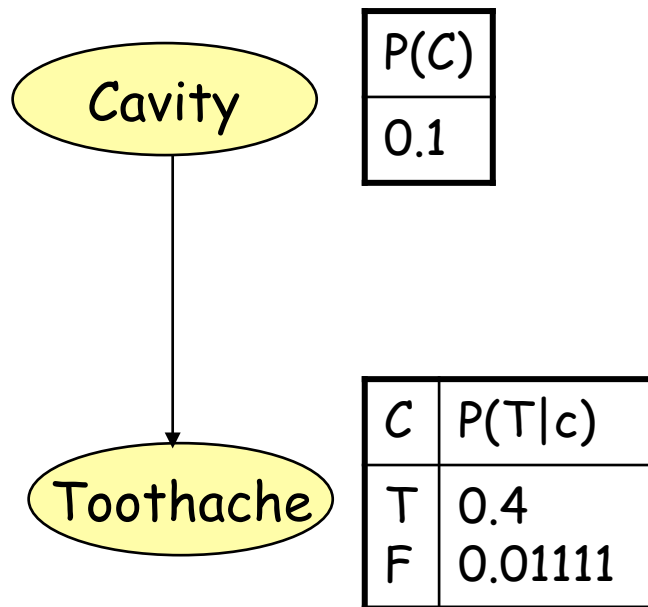 Cavity
P(C)
0.1
Toothache
C P(T|c)
T 0.4
F 0.01111